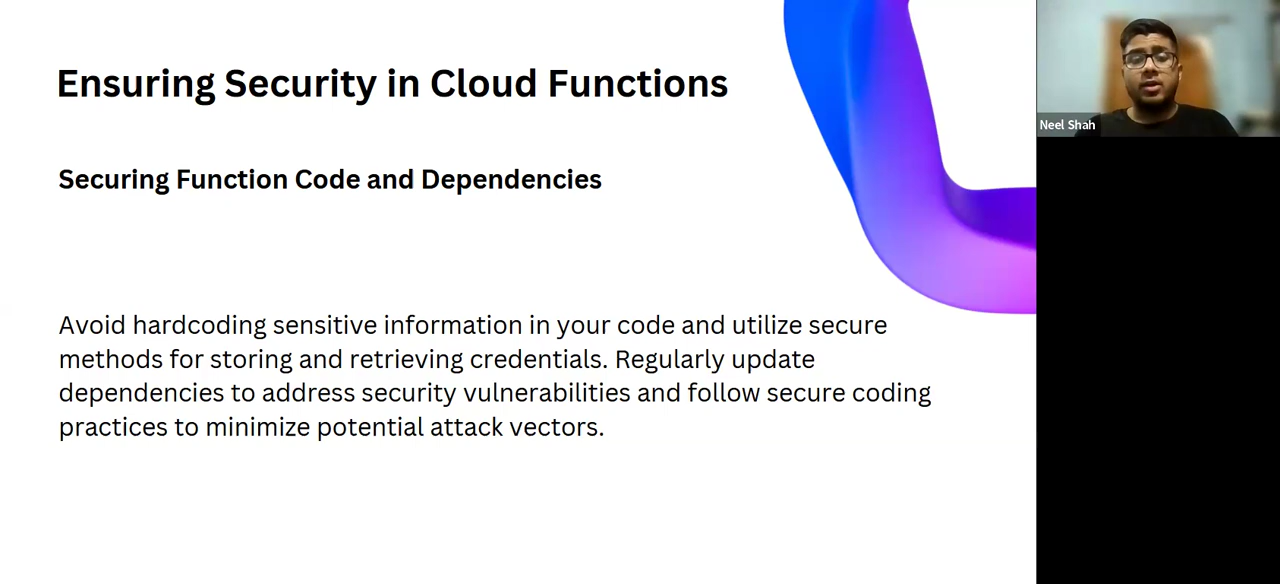 Ensuring Security in Cloud Functions
Securing Function Code and Dependencies
Avoid hardcoding sensitive information in your code and utilize secure
methods for storing and retrieving credentials. Regularly update
dependencies to address security vulnerabilities and follow secure coding
practices to minimize potential attack vectors.
Neel Shah